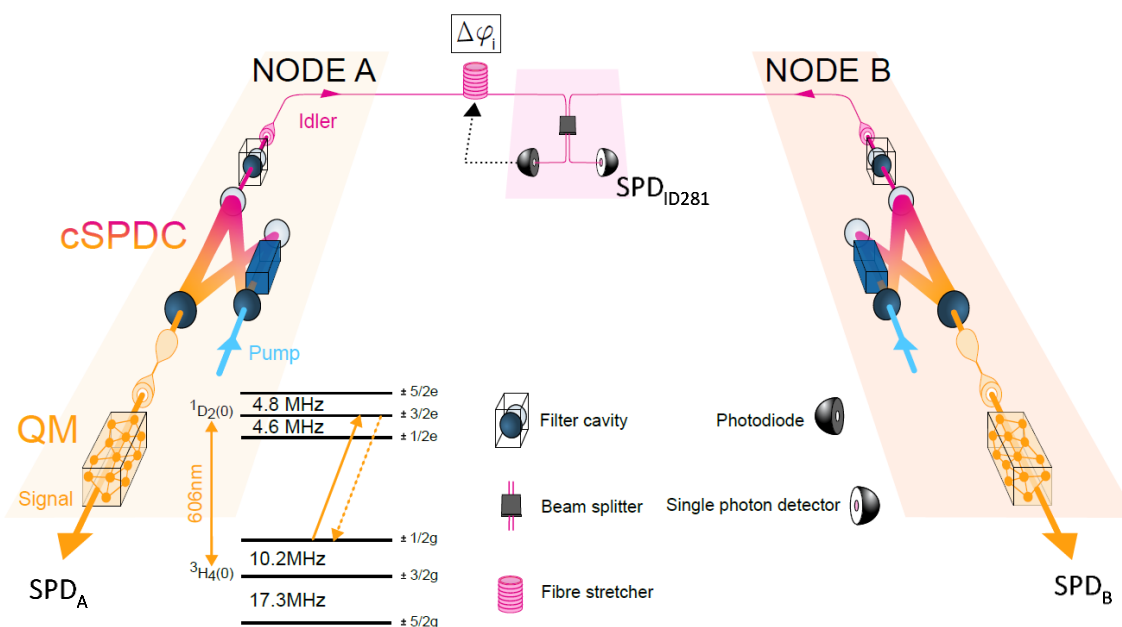 Δφi
NODE A
NODE B
Idler
SPDID281
cSPDC
Pump
QM
Signal
SPDA
SPDB
1D2(0)
3H4(0)
606nm
± 5/2e
4.8 MHz
± 3/2e
4.6 MHz
± 1/2e
± 1/2g
10.2MHz
± 3/2g
17.3MHz
± 5/2g
Filter cavity
Photodiode
Beam splitter
Single photon detector
Fibre stretcher